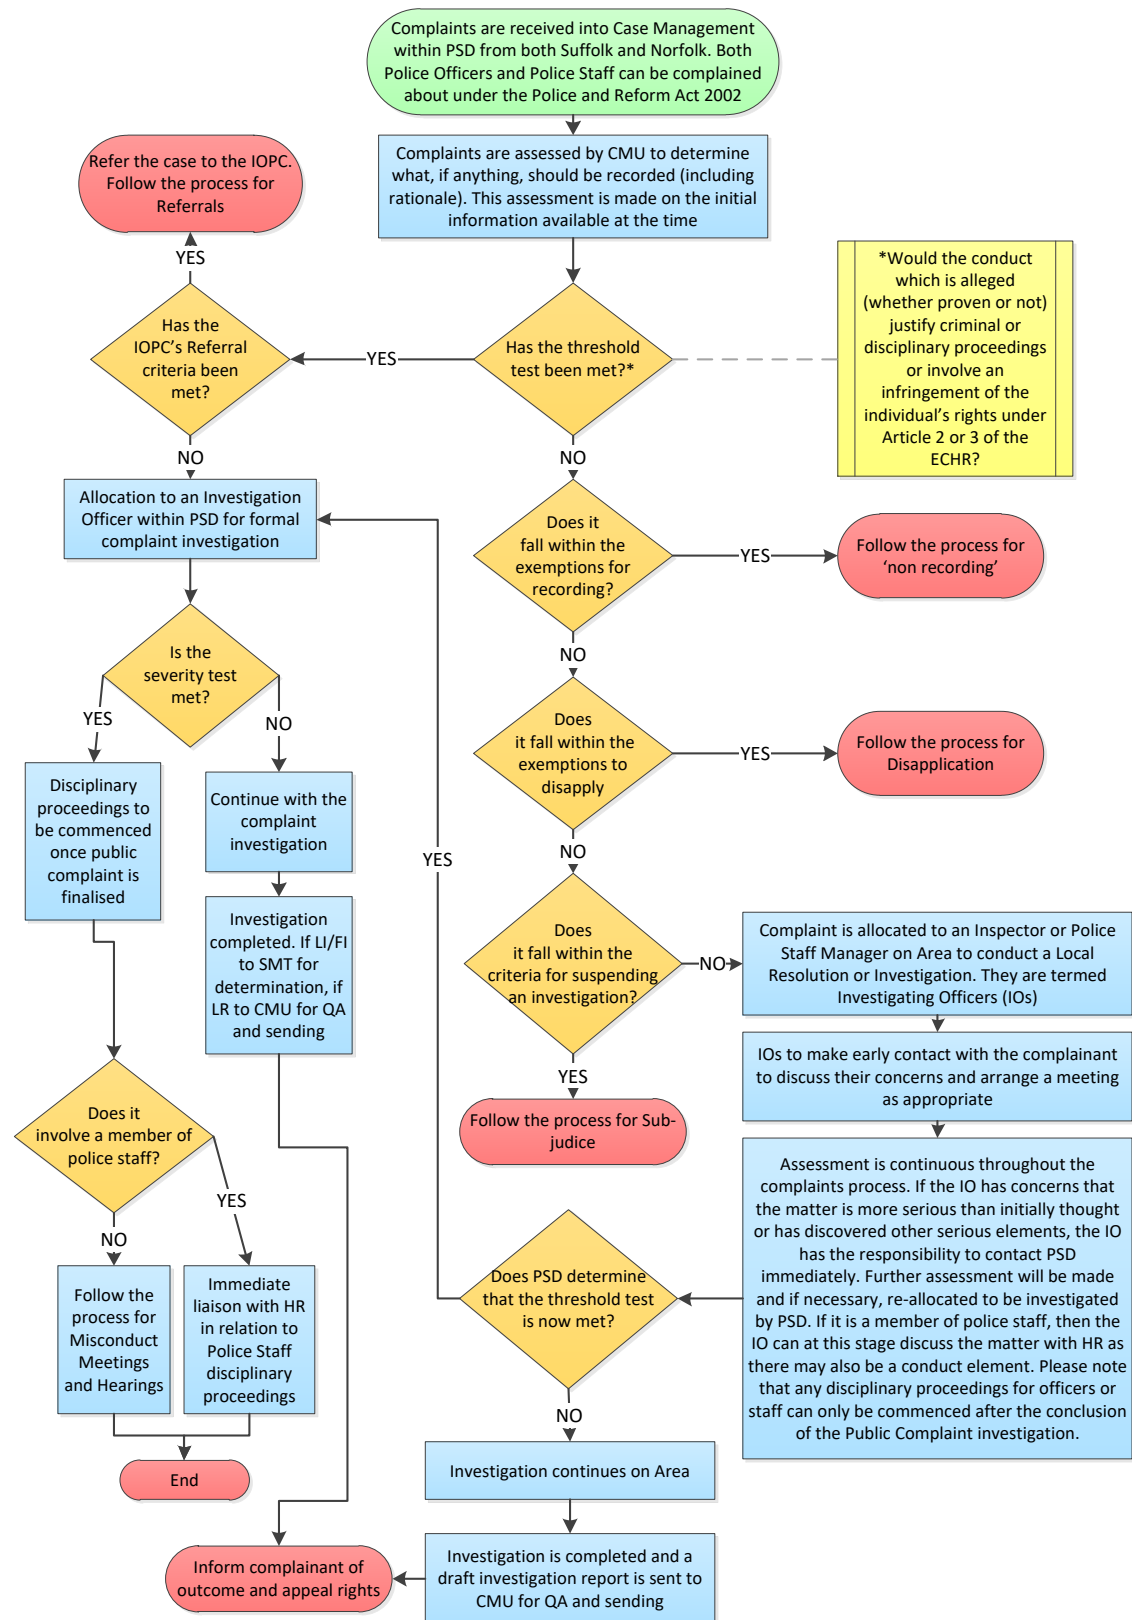 Complaints are received into Case Management
within PSD from both Suffolk and Norfolk. Both
Police Officers and Police Staff can be complained
about under the Police and Reform Act 2002
Refer the case to the IOPC.
Follow the process for
Referrals
Complaints are assessed by CMU to determine
what, if anything, should be recorded (including
rationale). This assessment is made on the initial
information available at the time
YES
*Would the conduct
which is alleged
(whether proven or not)
justify criminal or
disciplinary proceedings
or involve an
infringement of the
individual’s rights under
Article 2 or 3 of the
ECHR?
Has the
IOPC’s Referral
criteria been
met?
YES
Has the threshold
test been met?*
NO
NO
Allocation to an Investigation
Officer within PSD for formal
complaint investigation
Does it
fall within the
exemptions for
recording?
YES
Follow the process for
‘non recording’
NO
Is the
severity test
met?
YES
NO
Does
it fall within the
exemptions to
disapply
YES
Follow the process for
Disapplication
Disciplinary
proceedings to
be commenced
once public
complaint is
finalised
Continue with the
complaint
investigation
YES
NO
Investigation
completed. If LI/FI
to SMT for
determination, if
LR to CMU for QA
and sending
Does
it fall within the
criteria for suspending
an investigation?
NO
Complaint is allocated to an Inspector or Police
Staff Manager on Area to conduct a Local
Resolution or Investigation. They are termed
Investigating Officers (IOs)
IOs to make early contact with the complainant
to discuss their concerns and arrange a meeting
as appropriate
YES
Follow the process for Sub-
judice
Does it
involve a member of
police staff?
YES
NO
Assessment is continuous throughout the
complaints process. If the IO has concerns that
the matter is more serious than initially thought
or has discovered other serious elements, the IO
has the responsibility to contact PSD
immediately. Further assessment will be made
and if necessary, re-allocated to be investigated
by PSD. If it is a member of police staff, then the
IO can at this stage discuss the matter with HR as
there may also be a conduct element. Please note
that any disciplinary proceedings for officers or
staff can only be commenced after the conclusion
of the Public Complaint investigation.
Does PSD determine
that the threshold test
is now met?
Follow the
process for
Misconduct
Meetings
and Hearings
Immediate
liaison with HR
in relation to
Police Staff
disciplinary
proceedings
NO
End
Investigation continues on Area
Inform complainant of
outcome and appeal rights
Investigation is completed and a
draft investigation report is sent to
CMU for QA and sending